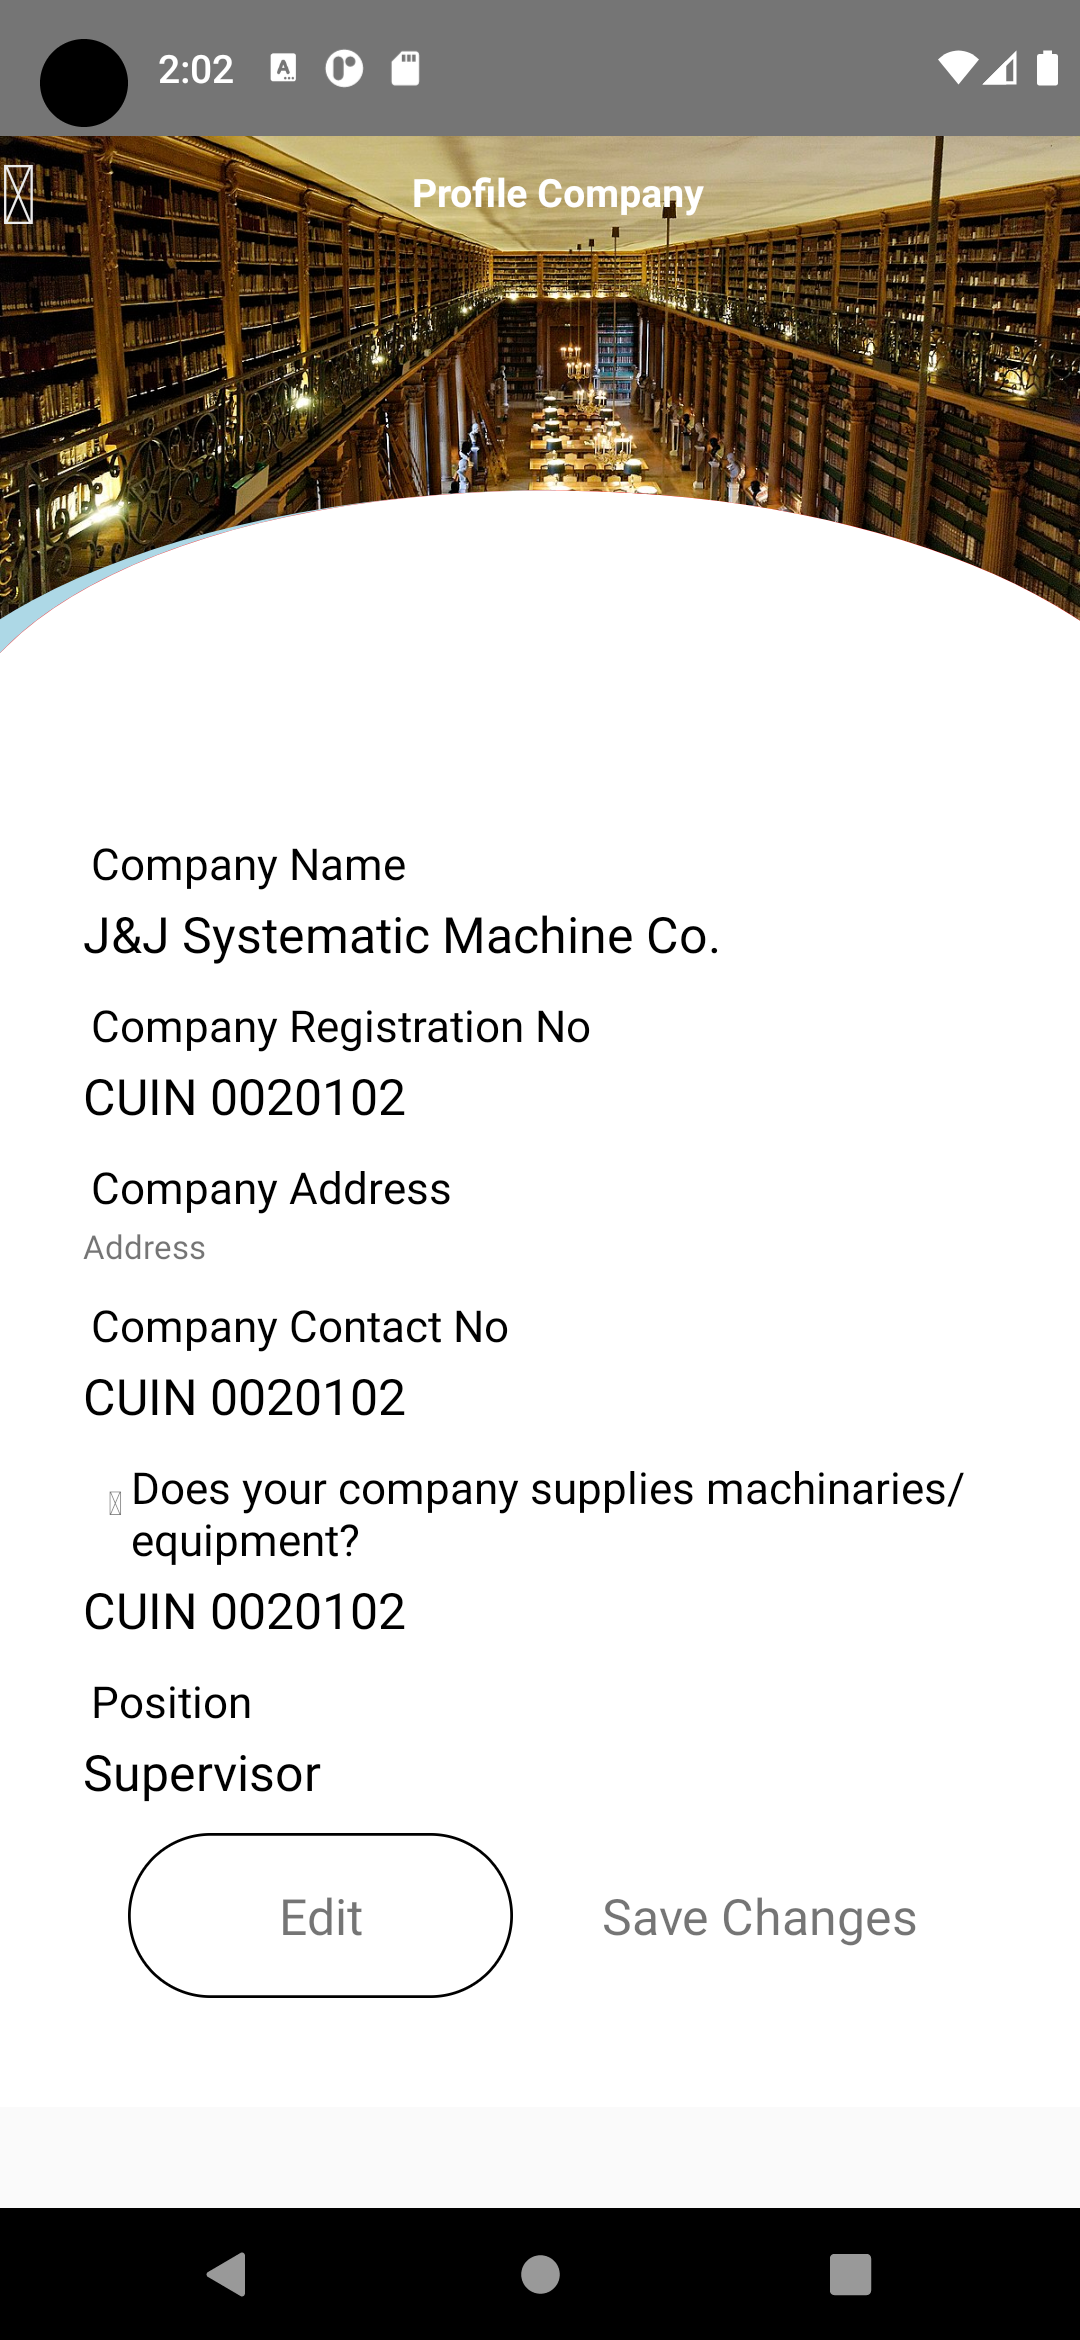 2:02
Profile Company
Company Name
J&J Systematic Machine Co.
Company Registration No
CUIN 0020102
Company Address
Address
Company Contact No
CUIN 0020102
Does your company supplies machinaries/
equipment?
CUIN 0020102
Position
Supervisor
Edit
Save Changes